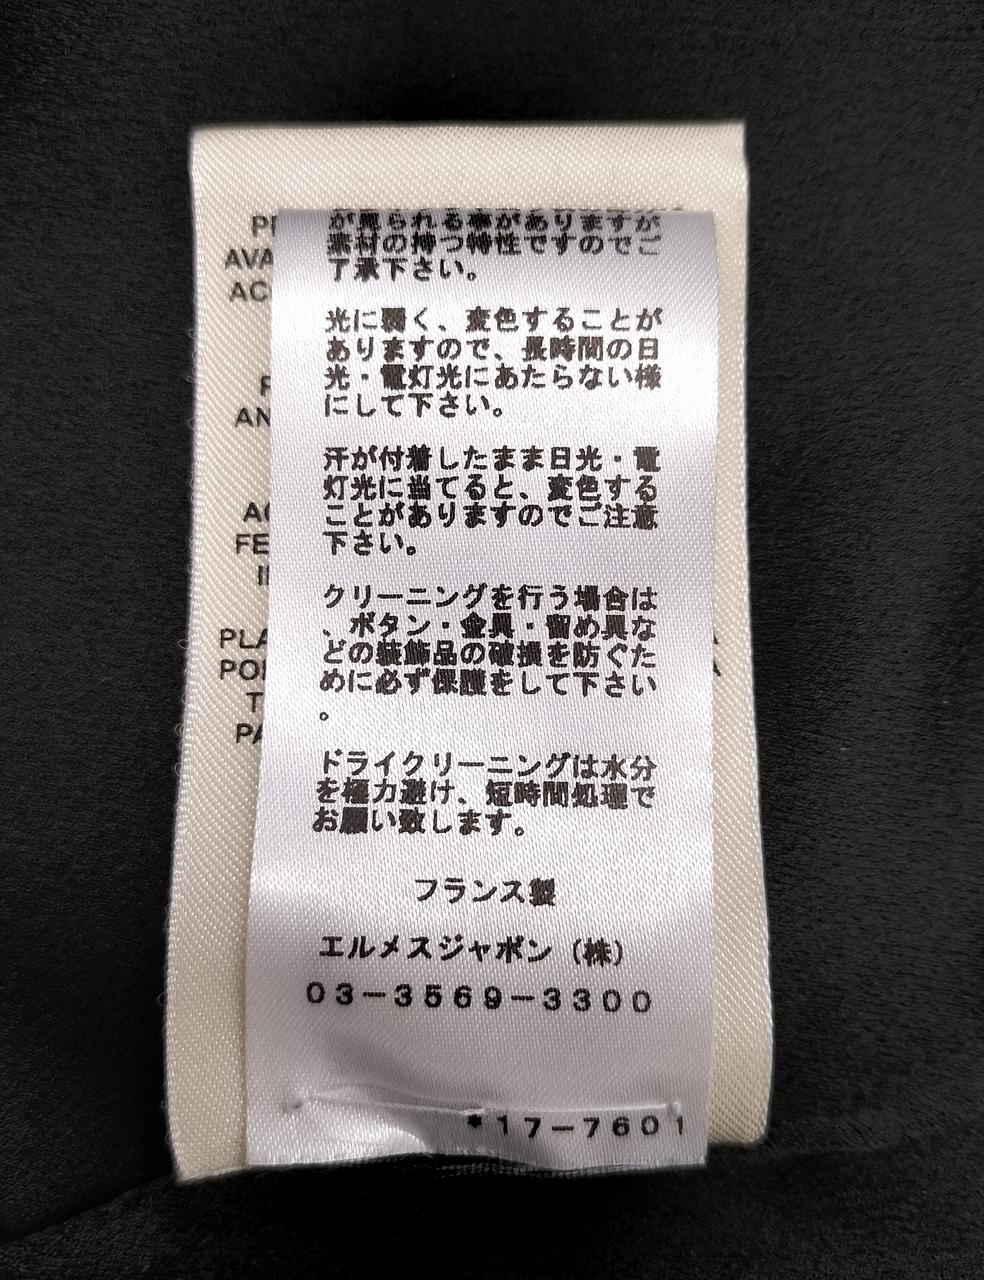 が見られる事がありますが
素材の持つ特性ですのでご
了承下さい。
光に弱く、変色することが
ありますので、長時間の日
光・電灯光にあたらない様
にして下さい。
汗が付着したまま日光・電
灯光に当てると、変色する
ことがありますのでご注意
下さい。
クリーニングを行う場合は
、ボタン・金具・留め具な
どの装飾品の破損を防ぐた
めに必ず保護をして下さい
。
ドライクリーニングは水分
を極力避け、短時間処理で
お願い致します。
フランス製
エルメスジャポン（株）
03-3569-3300
*17-7601